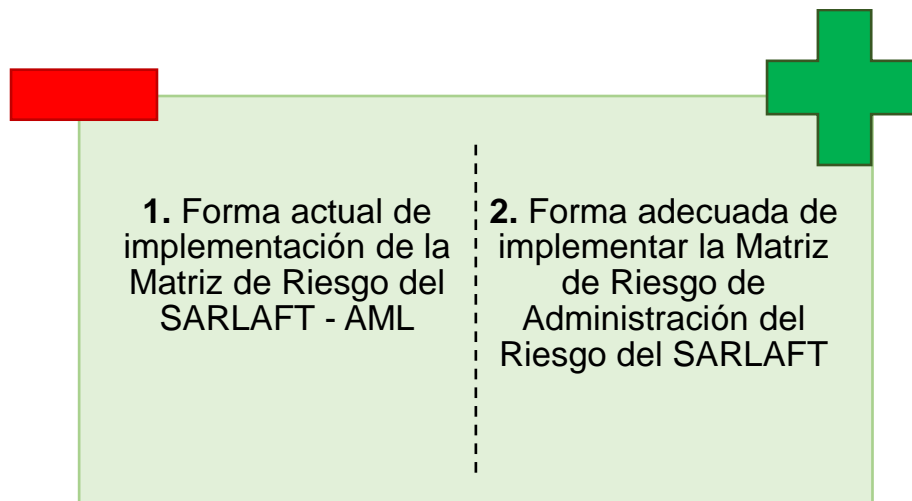 1. Forma actual de
implementación de la
Matriz de Riesgo del
SARLAFT - AML
2. Forma adecuada de
implementar la Matriz
de Riesgo de
Administración del
Riesgo del SARLAFT